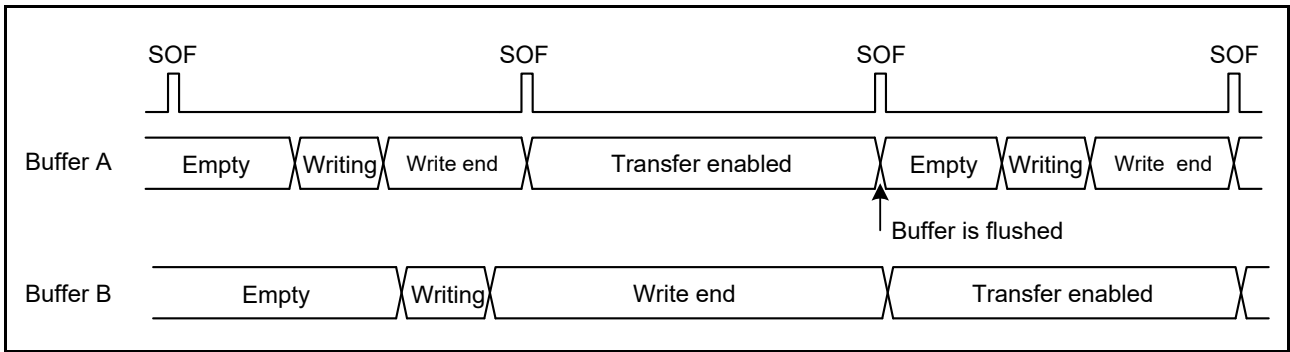 SOF SOF SOF SOF
Buffer A Empty Writing Write end Transfer enabled Empty Writing Write end
Buffer is flushed
Buffer B Empty Writing Write end Transfer enabled